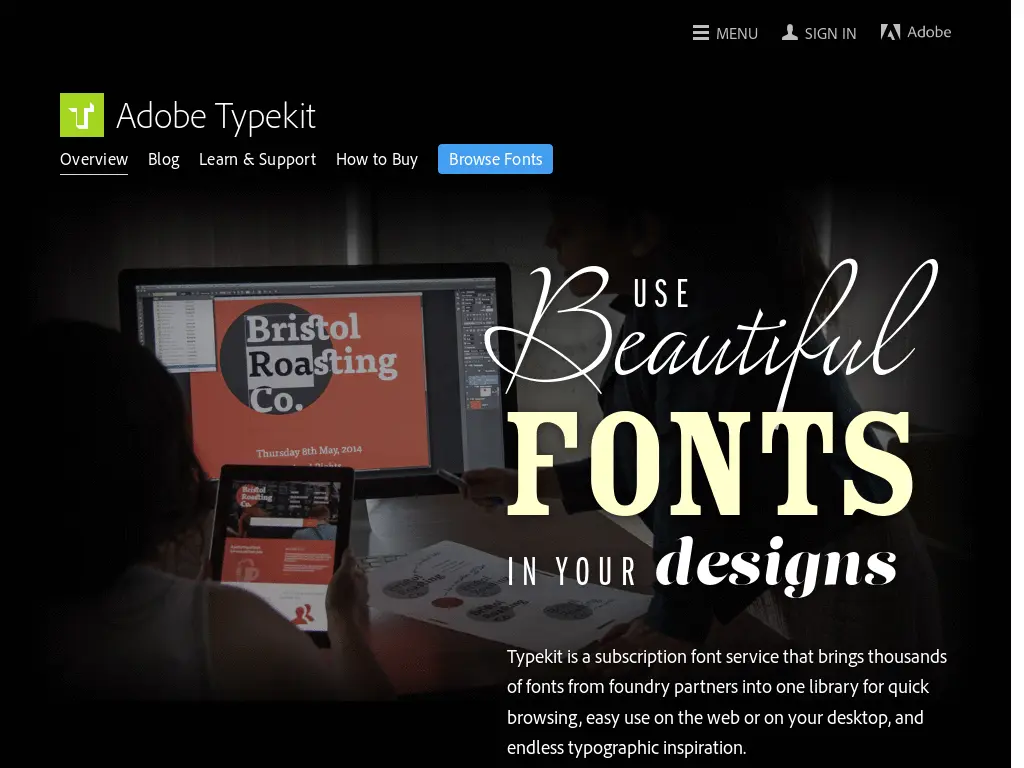 MENU
SIGN IN
Adobe
Adobe Typekit
Overview
Blog
Learn & Support
How to Buy
Browse Fonts
USE
Beautiful
FONTS
IN YOUR designs
Bristol
Roasting
Co.
Thursday 8th May, 2014
Bristol
Roasting
Co.
Typekit is a subscription font service that brings thousands
of fonts from foundry partners into one library for quick
browsing, easy use on the web or on your desktop, and
endless typographic inspiration.